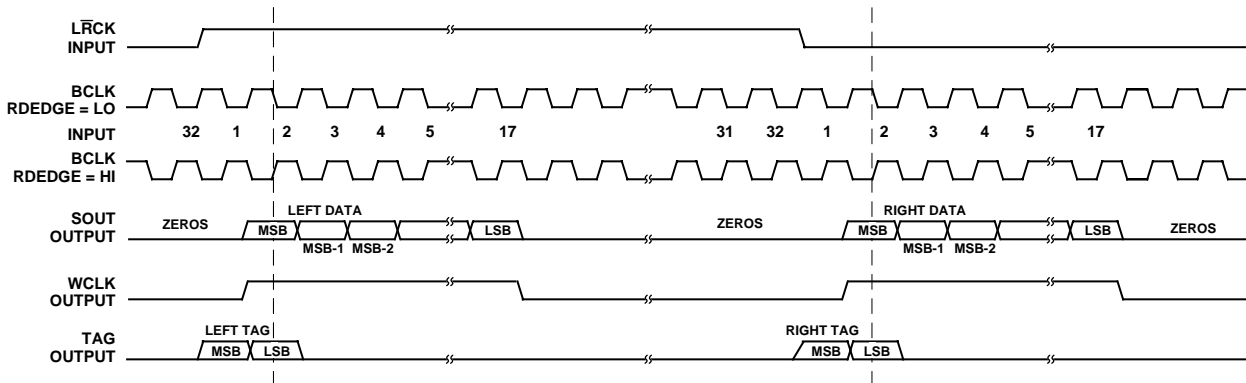 LR̅CK
INPUT
BCLK
RDEDGE = LO
INPUT 32 1 2 3 4 5 17 31 32 1 2 3 4 5 17
BCLK
RDEDGE = HI
SOUT
OUTPUT
ZEROS LEFT DATA ZEROS RIGHT DATA ZEROS
MSB LSB MSB LSB
MSB-1 MSB-2 MSB-1 MSB-2
WCLK
OUTPUT
TAG
OUTPUT
LEFT TAG RIGHT TAG
MSB LSB MSB LSB